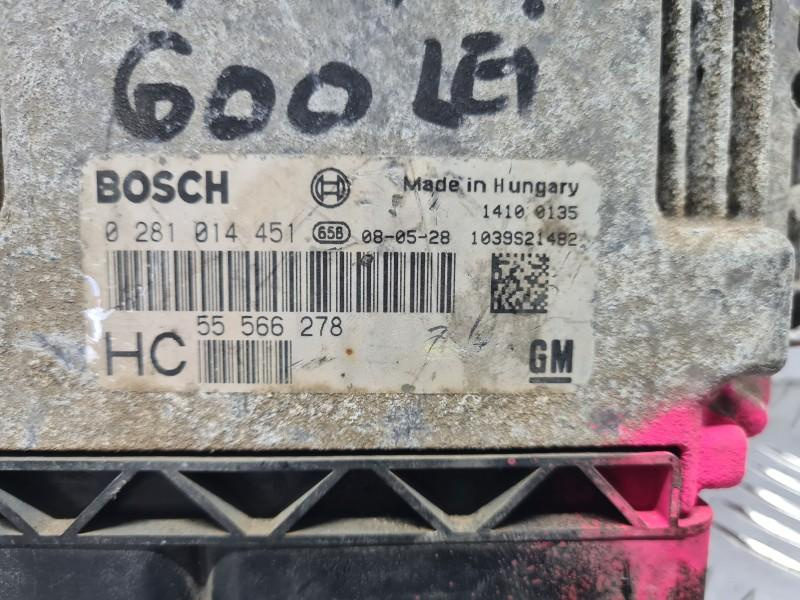 600 LEI
BOSCH
Made in Hungary
1410 0135
0 281 014 451 65B 08-05-28 1039S21482
55 566 278
HC
GM